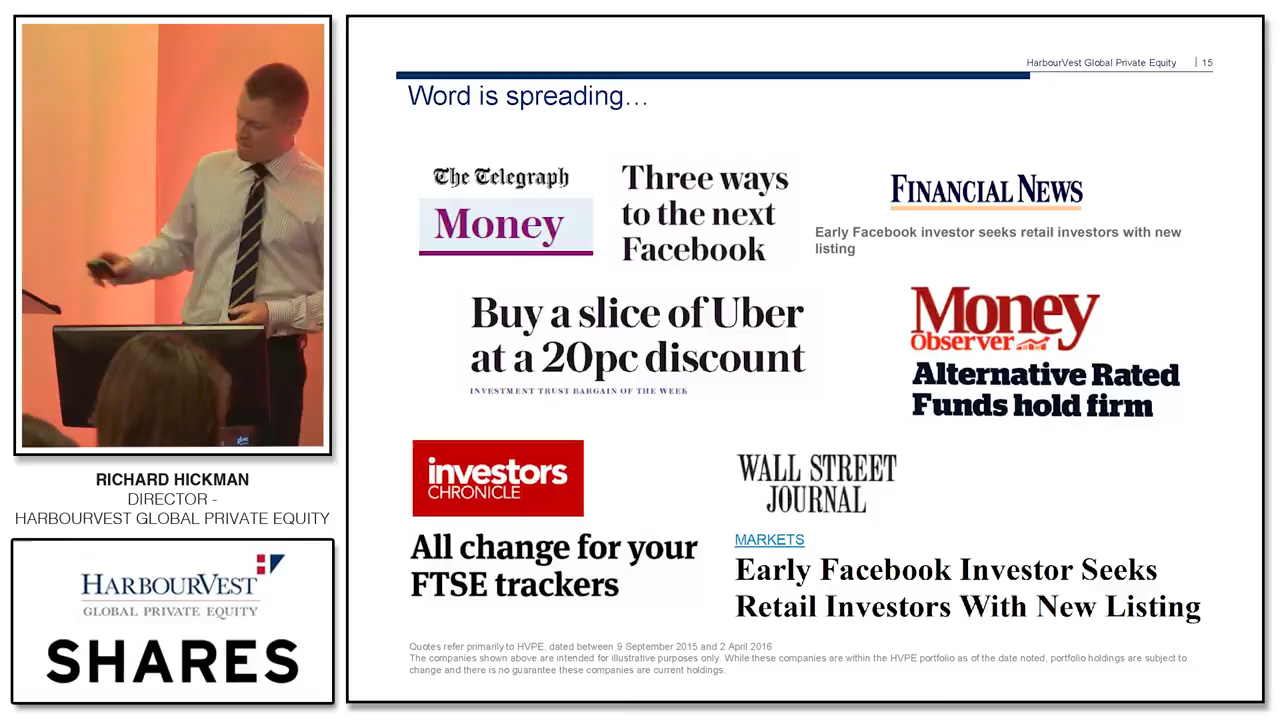 HarbourVest Global Private Equity | 15
Word is spreading…
The Telegraph
Money
Three ways
to the next
Facebook
FINANCIAL NEWS
Early Facebook investor seeks retail investors with new
listing
Buy a slice of Uber
at a 20pc discount
INVESTMENT TRUST BARGAIN OF THE WEEK
Money
Observer
Alternative Rated
Funds hold firm
investors
CHRONICLE
All change for your
FTSE trackers
WALL STREET
JOURNAL
MARKETS
Early Facebook Investor Seeks
Retail Investors With New Listing
Quotes refer primarily to HVPE, dated between 9 September 2015 and 2 April 2016
The companies shown above are intended for illustrative purposes only. While these companies are within the HVPE portfolio as of the date noted, portfolio holdings are subject to
change and there is no guarantee these companies are current holdings.
RICHARD HICKMAN
DIRECTOR -
HARBOURVEST GLOBAL PRIVATE EQUITY
HARBOURVEST
GLOBAL PRIVATE EQUITY
SHARES